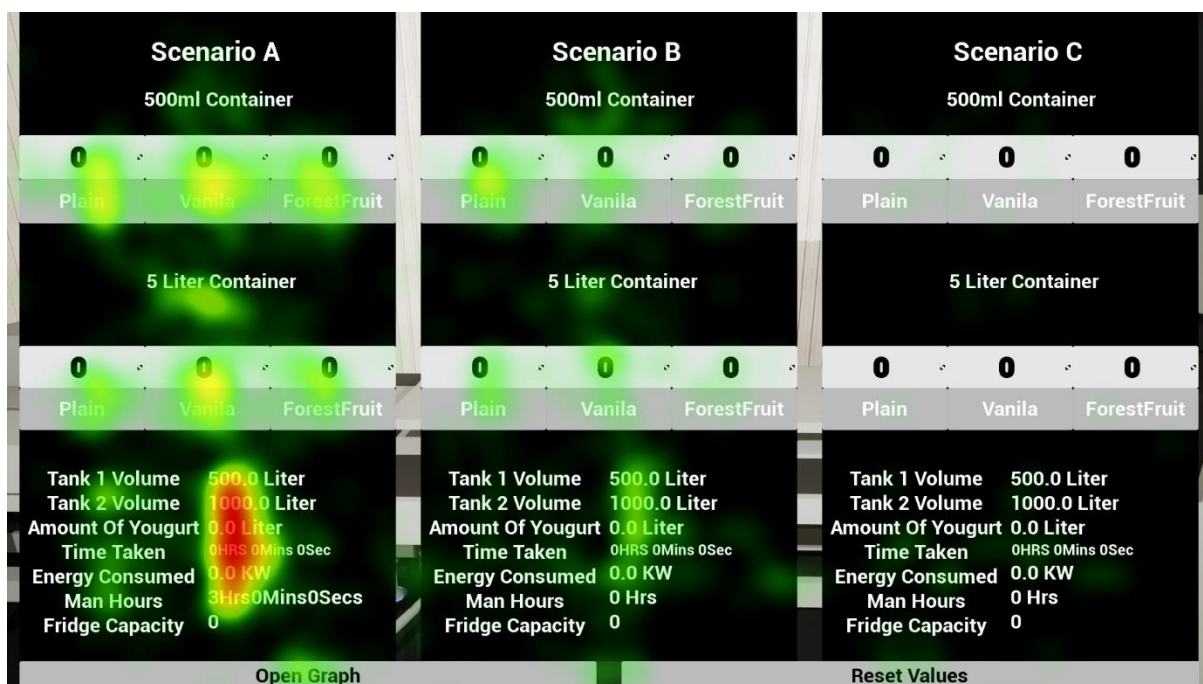 Scenario A
500ml Container
0 0 0
Plain Vanila ForestFruit
5 Liter Container
0 0 0
Plain Vanila ForestFruit
Tank 1 Volume 500.0 Liter
Tank 2 Volume 1000.0 Liter
Amount Of Yougurt 0.0 Liter
Time Taken 0HRS 0Mins 0Sec
Energy Consumed 0.0 KW
Man Hours 3Hrs0Mins0Secs
Fridge Capacity 0
Scenario B
500ml Container
0 0 0
Plain Vanila ForestFruit
5 Liter Container
0 0 0
Plain Vanila ForestFruit
Tank 1 Volume 500.0 Liter
Tank 2 Volume 1000.0 Liter
Amount Of Yougurt 0.0 Liter
Time Taken 0HRS 0Mins 0Sec
Energy Consumed 0.0 KW
Man Hours 0 Hrs
Fridge Capacity 0
Scenario C
500ml Container
0 0 0
Plain Vanila ForestFruit
5 Liter Container
0 0 0
Plain Vanila ForestFruit
Tank 1 Volume 500.0 Liter
Tank 2 Volume 1000.0 Liter
Amount Of Yougurt 0.0 Liter
Time Taken 0HRS 0Mins 0Sec
Energy Consumed 0.0 KW
Man Hours 0 Hrs
Fridge Capacity 0
Open Graph
Reset Values